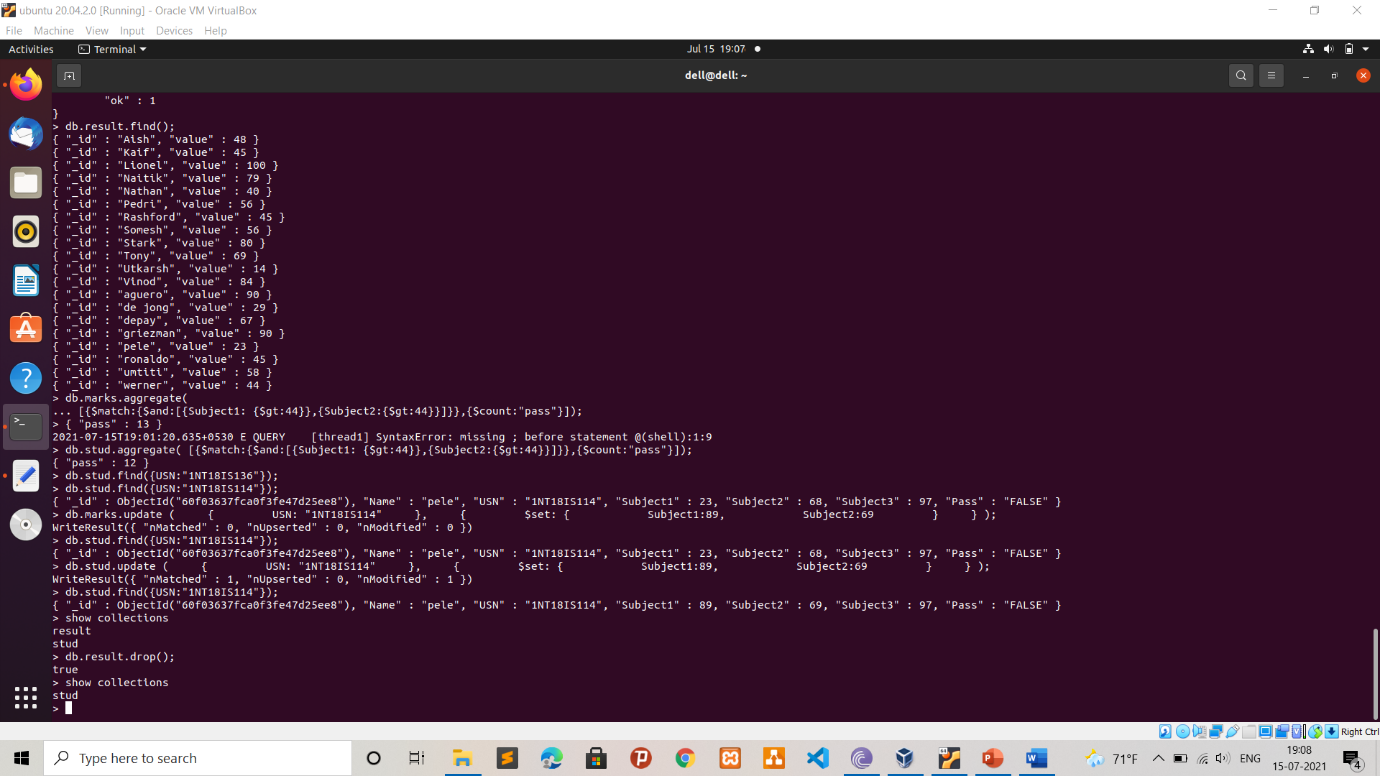 ubuntu 20.04.2.0 [Running] - Oracle VM VirtualBox
File Machine View Input Devices Help
Activities Terminal Jul 15 19:07
dell@dell: ~
"ok" : 1
}
> db.result.find();
{ "_id" : "Aish", "value" : 48 }
{ "_id" : "Kaif", "value" : 45 }
{ "_id" : "Lionel", "value" : 100 }
{ "_id" : "Naitik", "value" : 79 }
{ "_id" : "Nathan", "value" : 40 }
{ "_id" : "Pedri", "value" : 56 }
{ "_id" : "Rashford", "value" : 45 }
{ "_id" : "Somesh", "value" : 56 }
{ "_id" : "Stark", "value" : 80 }
{ "_id" : "Tony", "value" : 69 }
{ "_id" : "Utkarsh", "value" : 14 }
{ "_id" : "Vinod", "value" : 84 }
{ "_id" : "aguero", "value" : 90 }
{ "_id" : "de jong", "value" : 29 }
{ "_id" : "depay", "value" : 67 }
{ "_id" : "griezman", "value" : 90 }
{ "_id" : "pele", "value" : 23 }
{ "_id" : "ronaldo", "value" : 45 }
{ "_id" : "umtiti", "value" : 58 }
{ "_id" : "werner", "value" : 44 }
> db.marks.aggregate(
... [{$match:{$and:[{Subject1: {$gt:44}},{Subject2:{$gt:44}}]}},{$count:"pass"}]);
> { "pass" : 13 }
2021-07-15T19:01:20.635+0530 E QUERY    [thread1] SyntaxError: missing ; before statement @(shell):1:9
> db.stud.aggregate( [{$match:{$and:[{Subject1: {$gt:44}},{Subject2:{$gt:44}}]}},{$count:"pass"}]);
{ "pass" : 12 }
> db.stud.find({USN:"1NT18IS136"});
> db.stud.find({USN:"1NT18IS114"});
{ "_id" : ObjectId("60f03637fca0f3fe47d25ee8"), "Name" : "pele", "USN" : "1NT18IS114", "Subject1" : 23, "Subject2" : 68, "Subject3" : 97, "Pass" : "FALSE" }
> db.marks.update (     {         USN: "1NT18IS114"     },     {         $set: {            Subject1:89,            Subject2:69         }     } );
WriteResult({ "nMatched" : 0, "nUpserted" : 0, "nModified" : 0 })
> db.stud.find({USN:"1NT18IS114"});
{ "_id" : ObjectId("60f03637fca0f3fe47d25ee8"), "Name" : "pele", "USN" : "1NT18IS114", "Subject1" : 23, "Subject2" : 68, "Subject3" : 97, "Pass" : "FALSE" }
> db.stud.update (    {         USN: "1NT18IS114"     },     {         $set: {            Subject1:89,            Subject2:69        }     } );
WriteResult({ "nMatched" : 1, "nUpserted" : 0, "nModified" : 1 })
> db.stud.find({USN:"1NT18IS114"});
{ "_id" : ObjectId("60f03637fca0f3fe47d25ee8"), "Name" : "pele", "USN" : "1NT18IS114", "Subject1" : 89, "Subject2" : 69, "Subject3" : 97, "Pass" : "FALSE" }
> show collections
result
stud
> db.result.drop();
true
> show collections
stud
>
Right Ctrl
Type here to search
71°F
ENG
19:08
15-07-2021
4